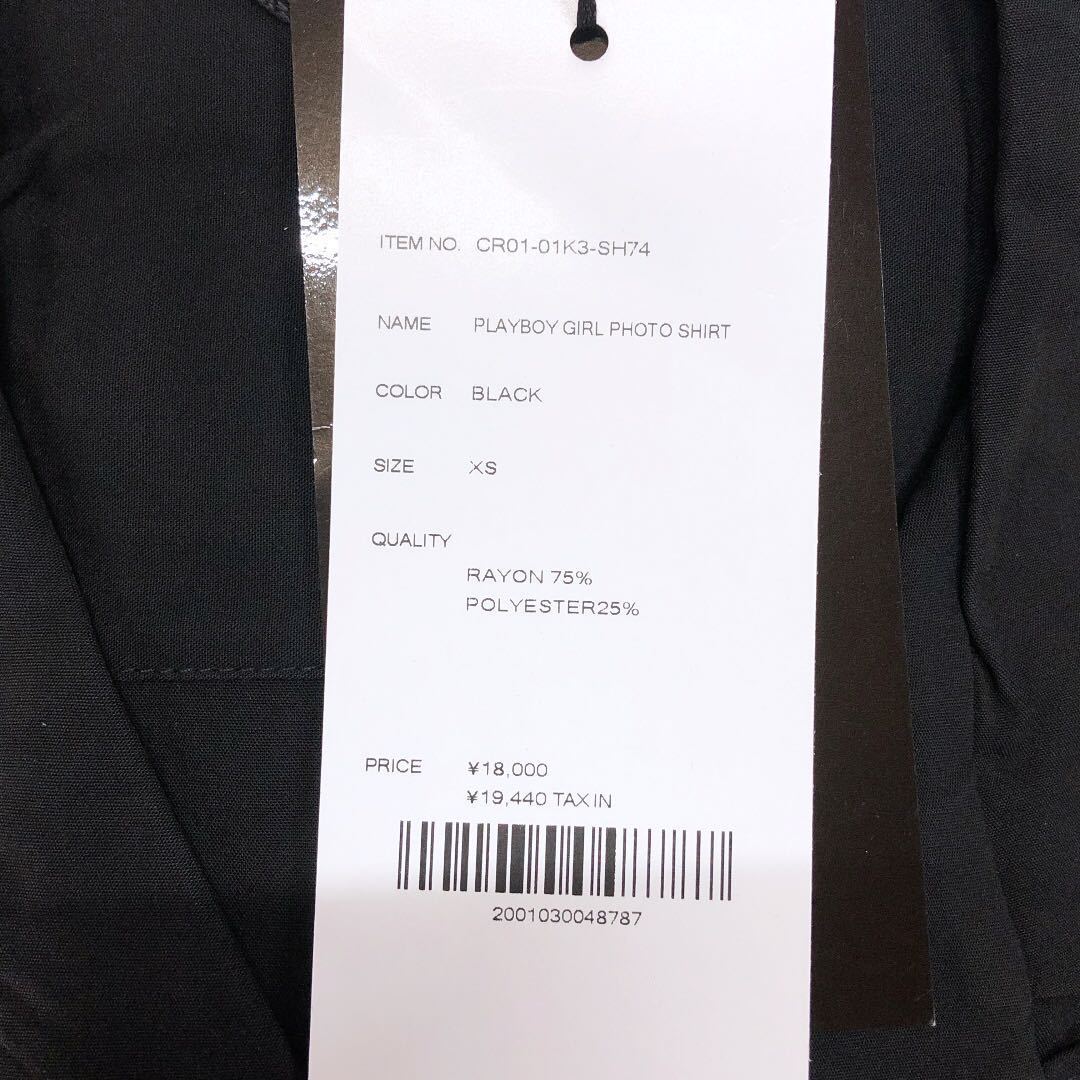 ITEM NO. CR01-01K3-SH74
NAME PLAYBOY GIRL PHOTO SHIRT
COLOR BLACK
SIZE XS
QUALITY
RAYON 75%
POLYESTER25%
PRICE ¥18,000
¥19,440 TAX IN
2001030048787